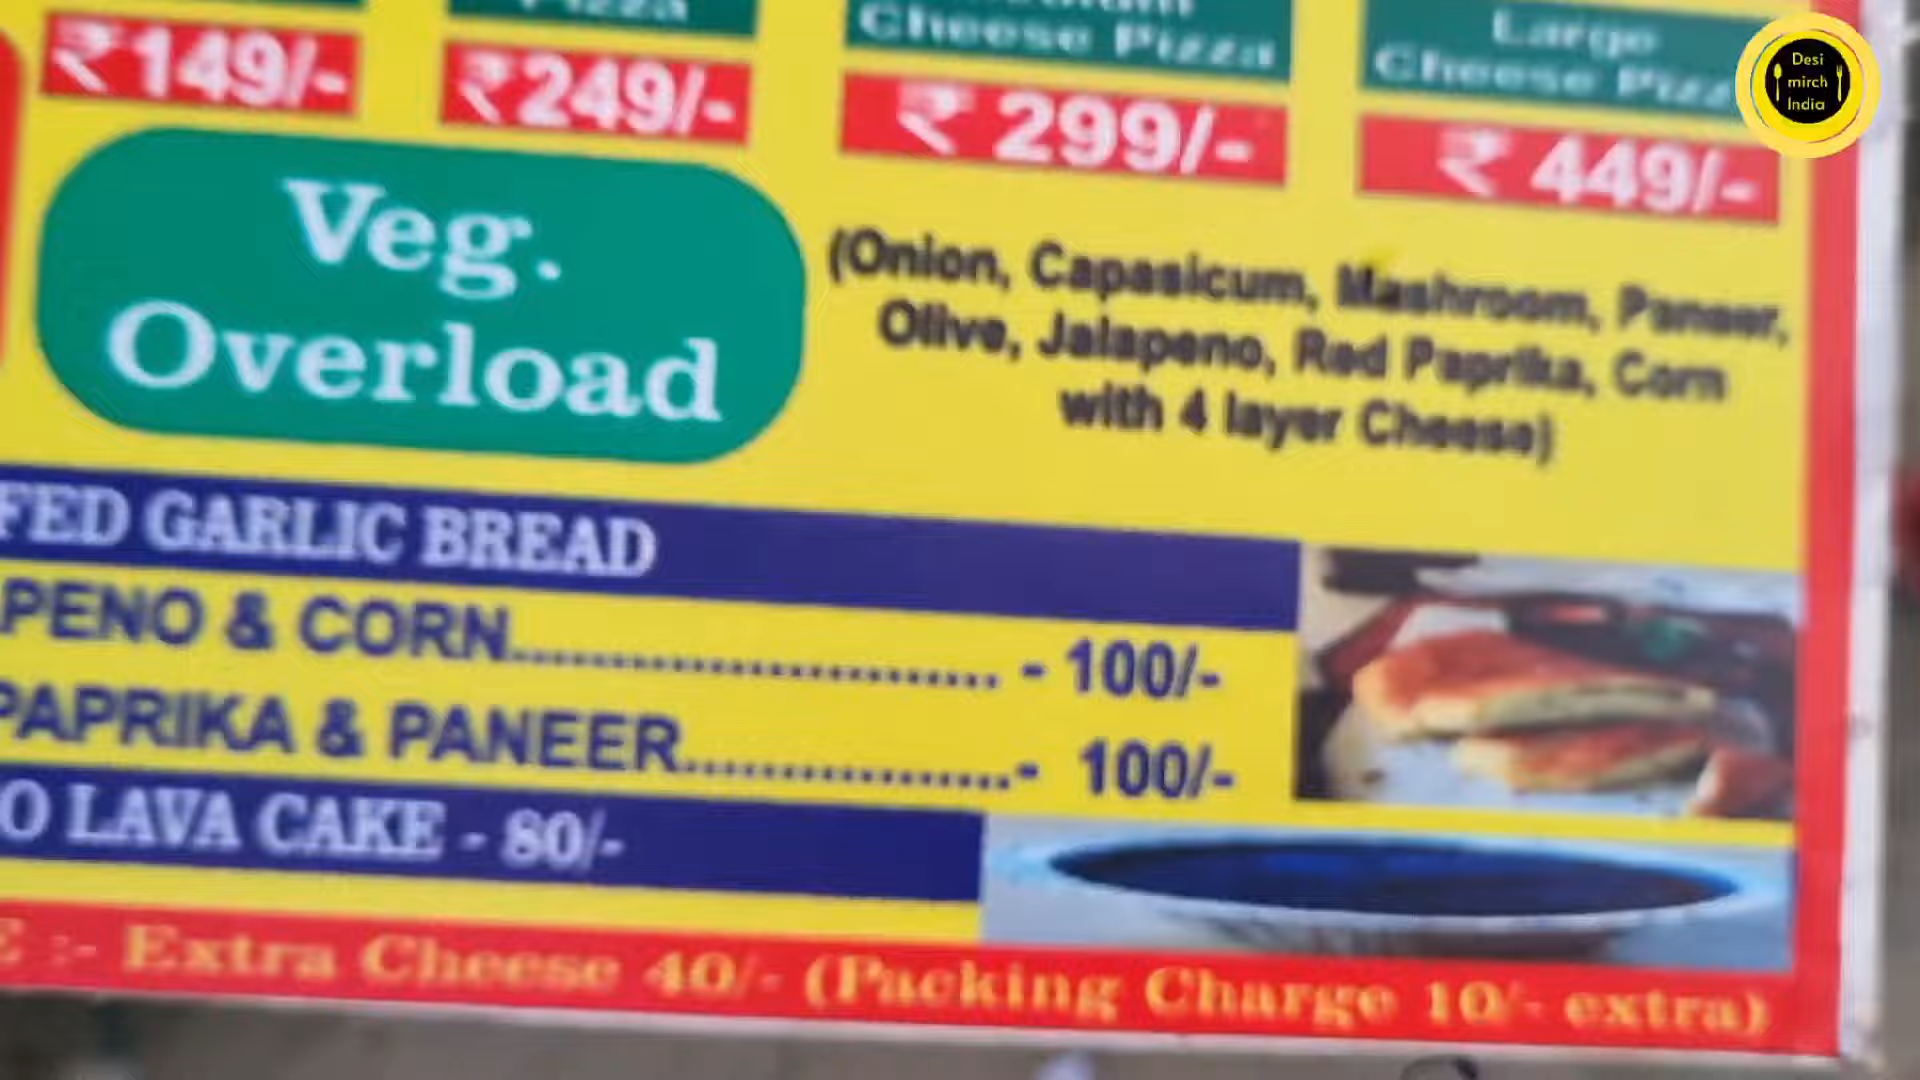 Pizza
Cheese Pizza
Large
Cheese
₹149/-
₹249/-
₹ 299/-
₹ 449/-
Desi
mirch
India
Veg.
Overload
(Onion, Capasicum, Mashroom, Paneer,
Olive, Jalapeno, Red Paprika, Corn
with 4 layer Cheese)
GARLIC BREAD
& CORN.............................. - 100/-
PAPRIKA & PANEER....................- 100/-
LAVA CAKE - 80/-
:- Extra Cheese 40/- (Packing Charge 10/- extra)